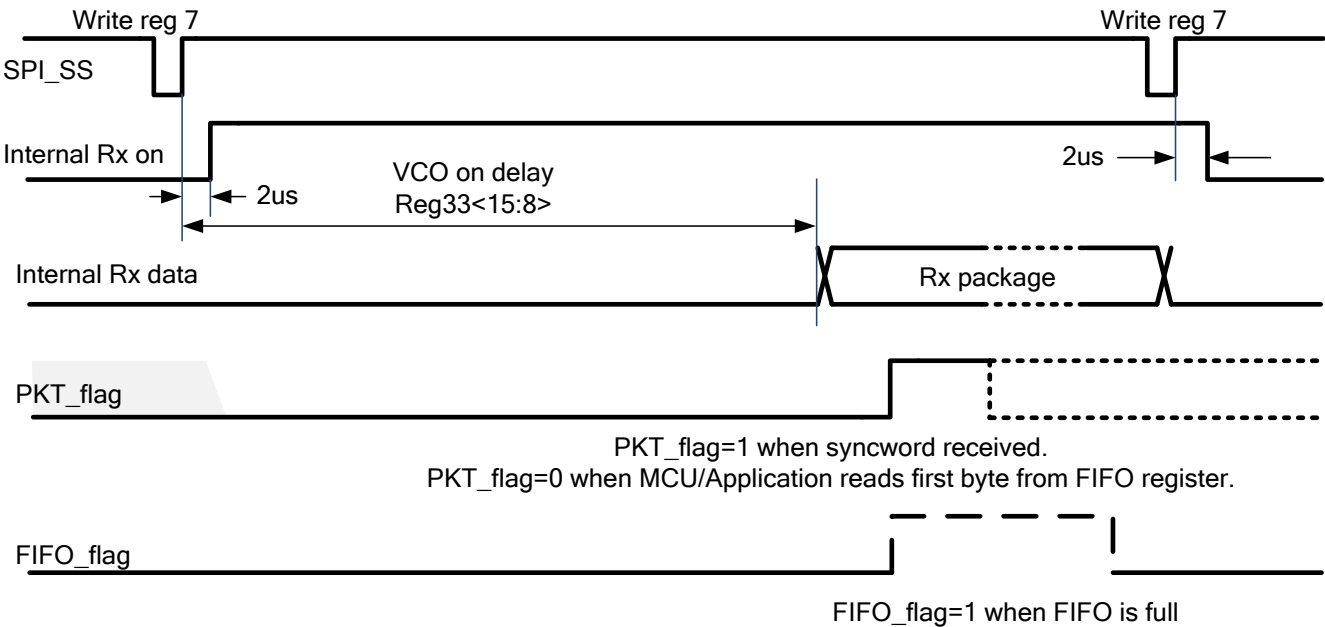 Write reg 7
Write reg 7
SPI_SS
Internal Rx on
2us
VCO on delay
2us
Reg33<15:8>
Internal Rx data
Rx package
PKT_flag
PKT_flag=1 when syncword received.
PKT_flag=0 when MCU/Application reads first byte from FIFO register.
FIFO_flag
FIFO_flag=1 when FIFO is full